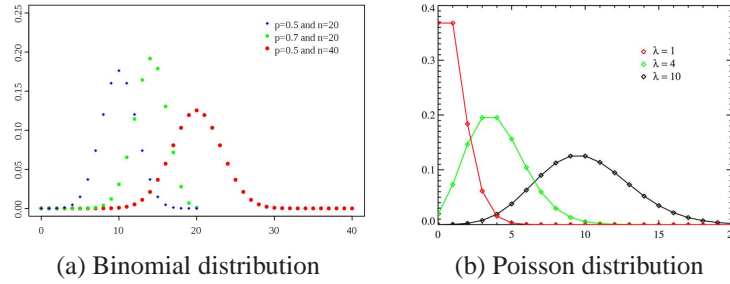 0.25
0.20
0.15
0.10
0.05
0.00
p=0.5 and n=20
p=0.7 and n=20
p=0.5 and n=40
0 10 20 30 40
(a) Binomial distribution
0.4
0.3
0.2
0.1
0.0
λ = 1
λ = 4
λ = 10
0 5 10 15 20
(b) Poisson distribution